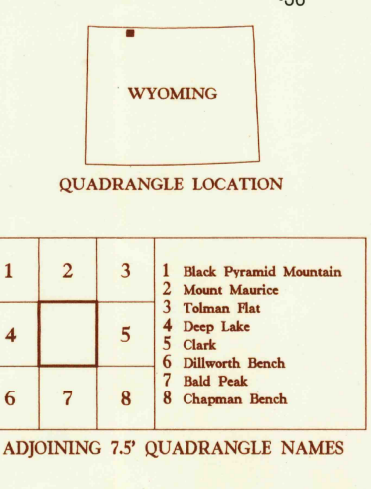 WYOMING
QUADRANGLE LOCATION
1 2 3
4 5
6 7 8
1 Black Pyramid Mountain
2 Mount Maurice
3 Tolman Flat
4 Deep Lake
5 Clark
6 Dillworth Bench
7 Bald Peak
8 Chapman Bench
ADJOINING 7.5' QUADRANGLE NAMES